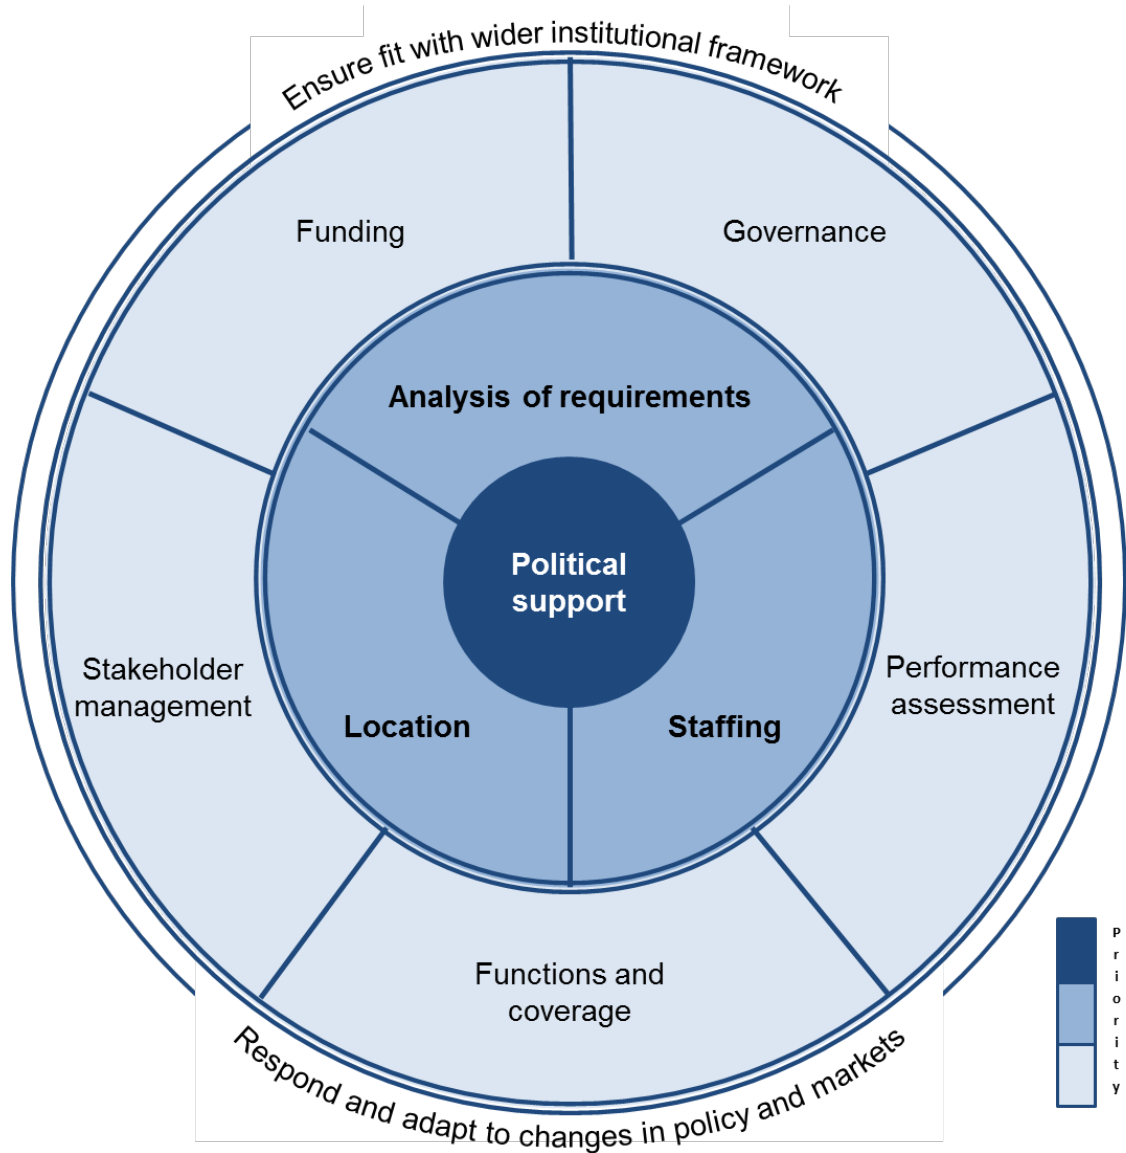 Ensure fit with wider institutional framework
Funding
Governance
Analysis of requirements
Political
support
Stakeholder
management
Performance
assessment
Location
Staffing
Functions and
coverage
Respond and adapt to changes in policy and markets
Priority